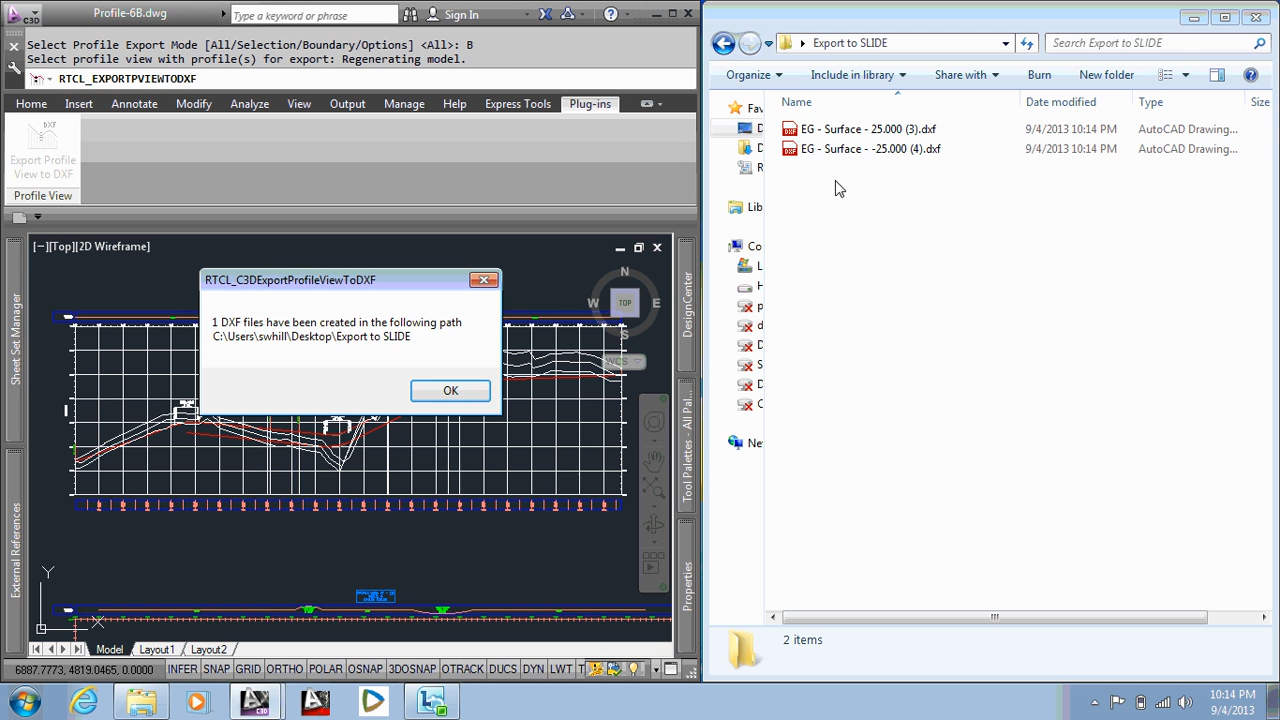 C3D
Profile-6B.dwg
Type a keyword or phrase
Sign In
Select Profile Export Mode [All/Selection/Boundary/Options] <All>: B
Select profile view with profile(s) for export: Regenerating model.
RTCL_EXPORTPVIEWTODXF
Home Insert Annotate Modify Analyze View Output Manage Help Express Tools Plug-ins
DXF
Export Profile
View to DXF
Profile View
[−][Top][2D Wireframe]
N
W TOP E
S
WCS
RTCL_C3DExportProfileViewToDXF
1 DXF files have been created in the following path
C:\Users\swhill\Desktop\Export to SLIDE
OK
Sheet Set Manager
External References
DesignCenter
Tool Palettes - All Pal...
Properties
Y
X
Model Layout1 Layout2
6887.7773, 4819.0465, 0.0000 INFER SNAP GRID ORTHO POLAR OSNAP 3DOSNAP OTRACK DUCS DYN LWT T
Export to SLIDE
Search Export to SLIDE
Organize Include in library Share with Burn New folder
Name Date modified Type Size
EG - Surface - 25.000 (3).dxf 9/4/2013 10:14 PM AutoCAD Drawing...
EG - Surface - -25.000 (4).dxf 9/4/2013 10:14 PM AutoCAD Drawing...
Fav
D
D
R
Lib
Co
L
H
p
d
D
S
D
C
Ne
2 items
10:14 PM
9/4/2013